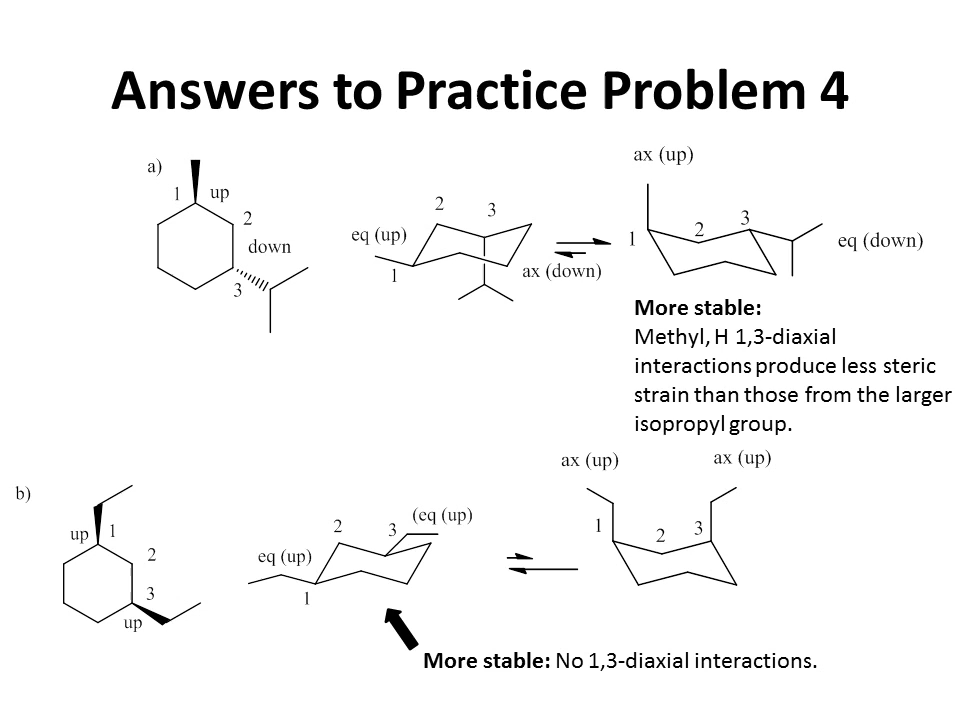 Answers to Practice Problem 4
a)
1
up
2
down
3
eq (up)
2
3
1
ax (down)
ax (up)
1
2
3
eq (down)
More stable:
Methyl, H 1,3-diaxial
interactions produce less steric
strain than those from the larger
isopropyl group.
b)
up
1
2
3
up
eq (up)
2
3
(eq (up)
1
ax (up)
ax (up)
1
2
3
More stable: No 1,3-diaxial interactions.